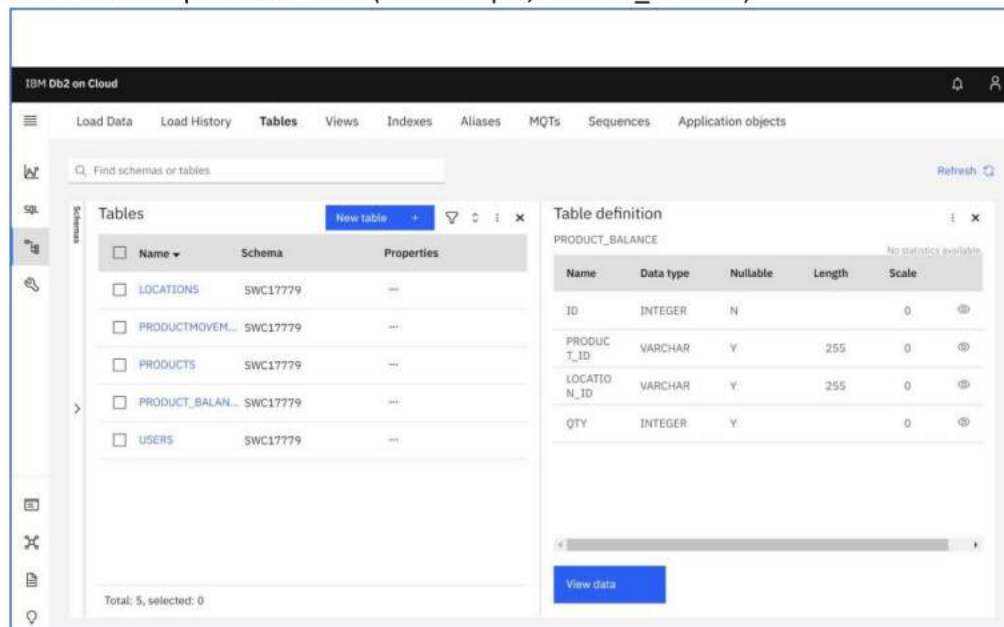 IBM Db2 on Cloud
Load Data Load History Tables Views Indexes Aliases MQTs Sequences Application objects
Find schemas or tables
Refresh
SQL
Schemas
Tables
New table +
Name Schema Properties
LOCATIONS SWC17779 ...
PRODUCTMOVEM... SWC17779 ...
PRODUCTS SWC17779 ...
PRODUCT_BALAN... SWC17779 ...
USERS SWC17779 ...
Total: 5, selected: 0
Table definition
PRODUCT_BALANCE
No statistics available.
Name Data type Nullable Length Scale
ID INTEGER N 0
PRODUC
T_ID VARCHAR Y 255 0
LOCATIO
N_ID VARCHAR Y 255 0
QTY INTEGER Y 0
View data